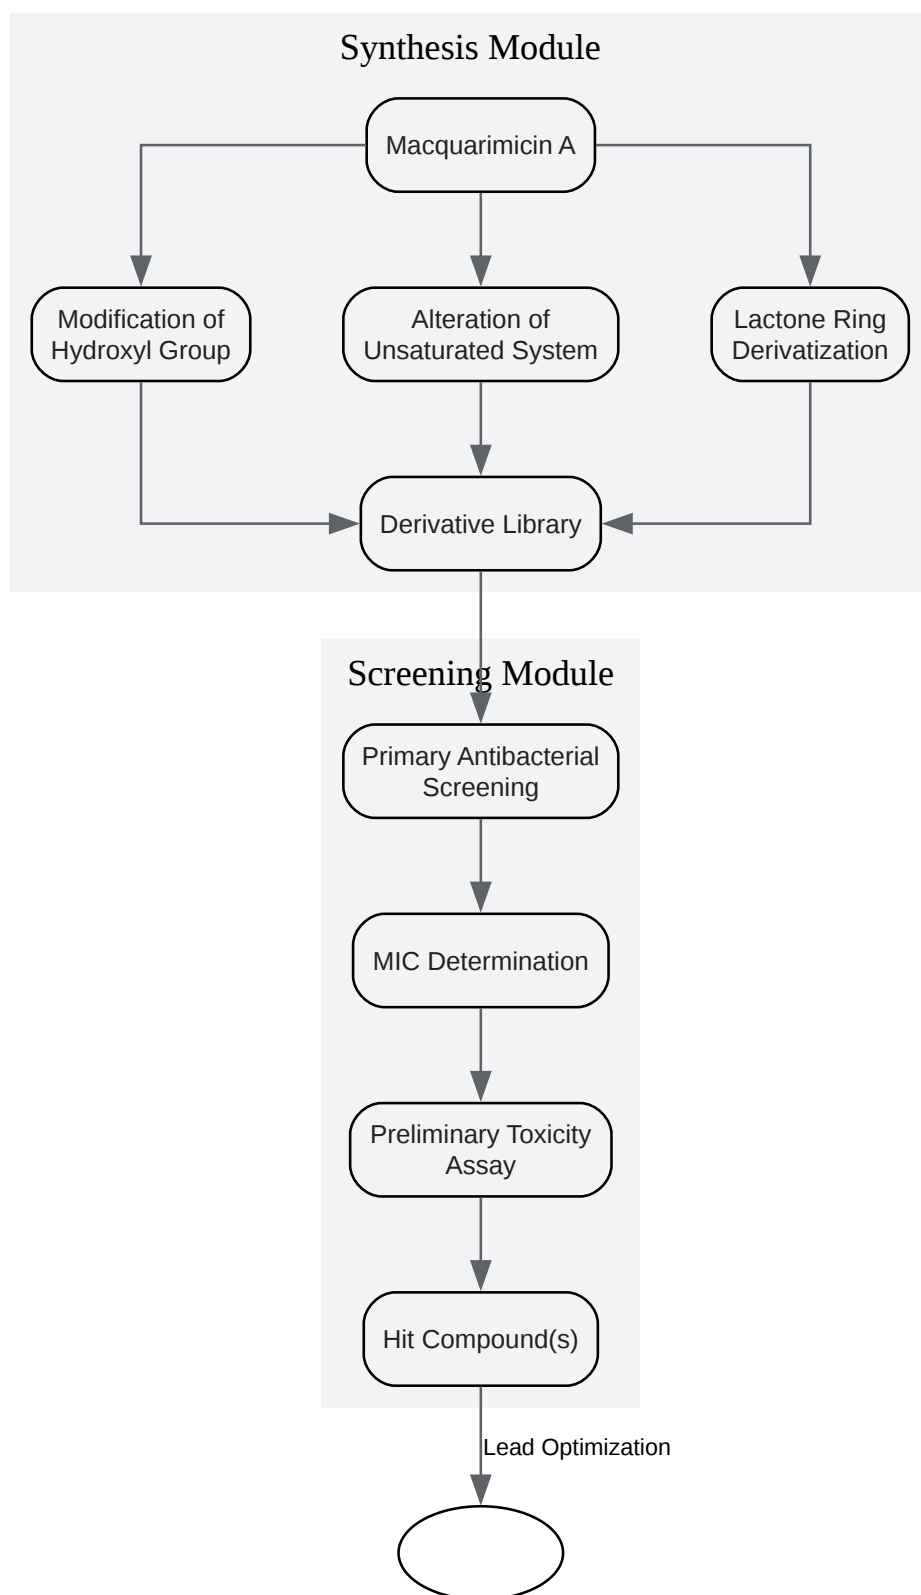 Synthesis Module
Macquarimicin A
Modification of
Hydroxyl Group
Alteration of
Unsaturated System
Lactone Ring
Derivatization
Derivative Library
Screening Module
Primary Antibacterial
Screening
MIC Determination
Preliminary Toxicity
Assay
Hit Compound(s)
Lead Optimization